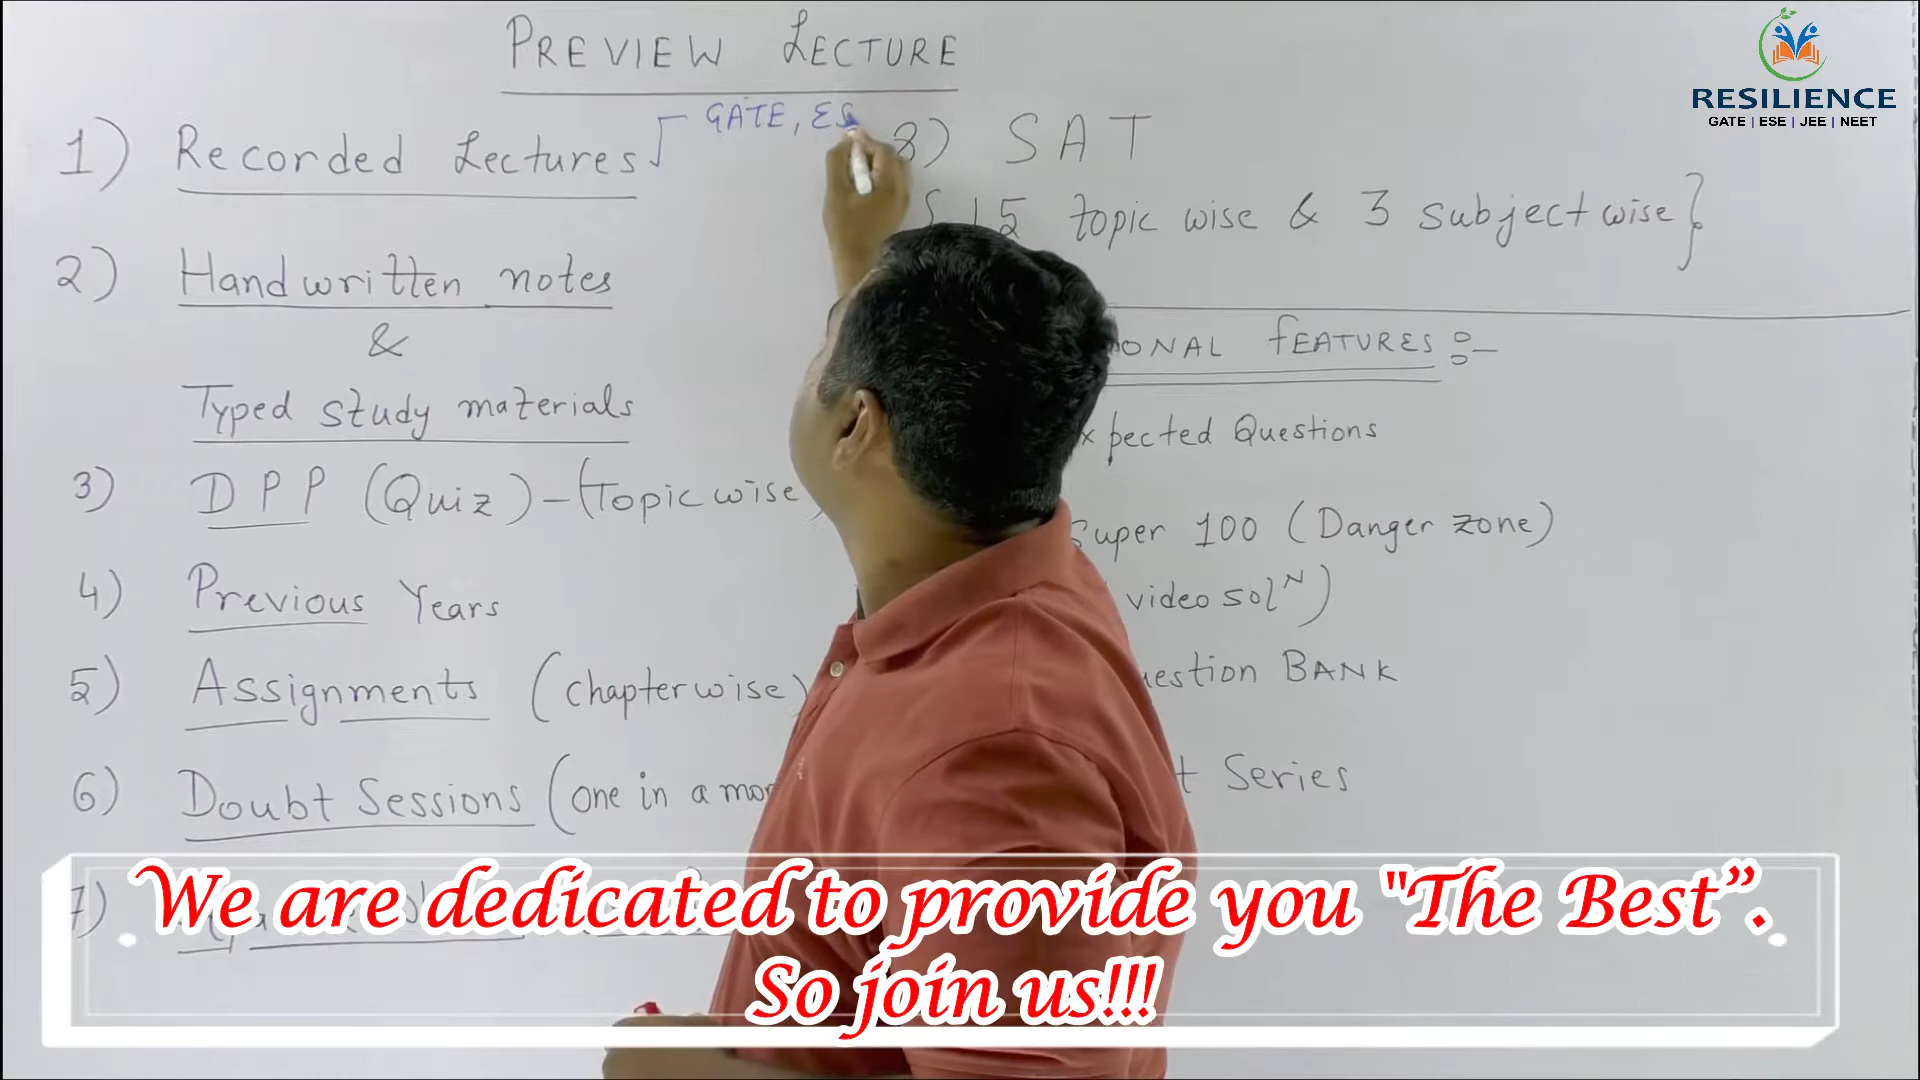 PREVIEW LECTURE
GATE, ES
1) Recorded Lectures
2) Handwritten notes
&
Typed study materials
3) DPP (Quiz) - (Topic wise
4) Previous Years
5) Assignments (chapterwise)
6) Doubt Sessions (one in a mon
7)
8) SAT
{ 15 topic wise & 3 subject wise }
ONAL FEATURES :-
xpected Questions
Super 100 (Danger zone)
video solN)
uestion BANK
t Series
RESILIENCE
GATE | ESE | JEE | NEET
We are dedicated to provide you "The Best”.
So join us!!!